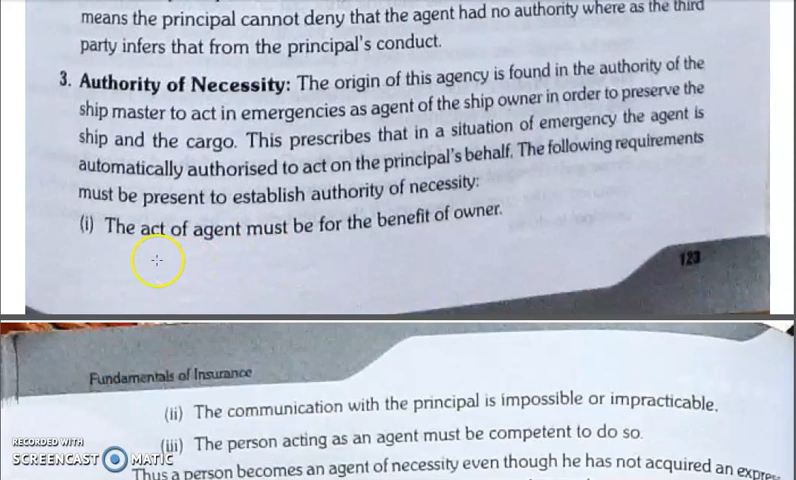 means the principal cannot deny that the agent had no authority where as the third
party infers that from the principal's conduct.
3. Authority of Necessity: The origin of this agency is found in the authority of the
ship master to act in emergencies as agent of the ship owner in order to preserve the
ship and the cargo. This prescribes that in a situation of emergency the agent is
automatically authorised to act on the principal's behalf. The following requirements
must be present to establish authority of necessity:
(i) The act of agent must be for the benefit of owner.
123
Fundamentals of Insurance
(ii) The communication with the principal is impossible or impracticable.
(iii) The person acting as an agent must be competent to do so.
Thus a person becomes an agent of necessity even though he has not acquired an
RECORDED WITH
SCREENCAST MATIC